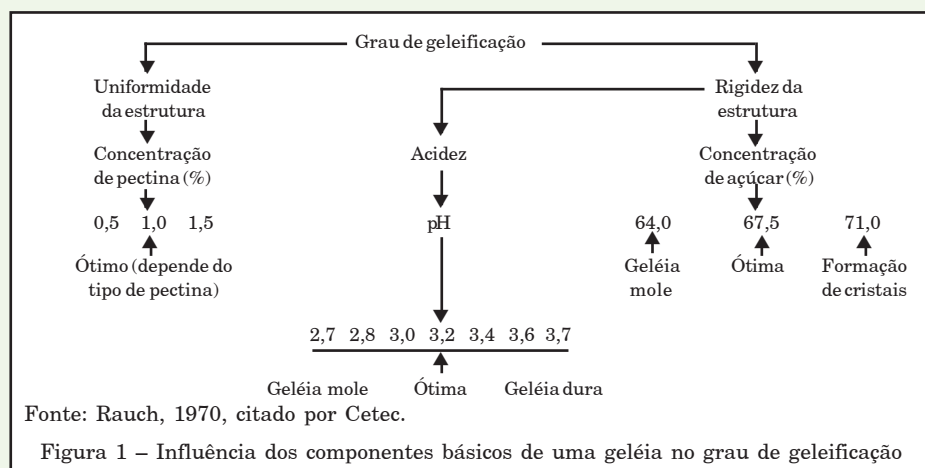 Grau de geleificação
Uniformidade
da estrutura
Rigidez da
estrutura
Concentração
de pectina (%)
Acidez
Concentração
de açúcar (%)
0,5 1,0 1,5
pH
64,0 67,5 71,0
Ótimo (depende do
tipo de pectina)
Geléia
mole
Ótima
Formação
de cristais
2,7 2,8 3,0 3,2 3,4 3,6 3,7
Geléia mole Ótima Geléia dura
Fonte: Rauch, 1970, citado por Cetec.
Figura 1 – Influência dos componentes básicos de uma geléia no grau de geleificação